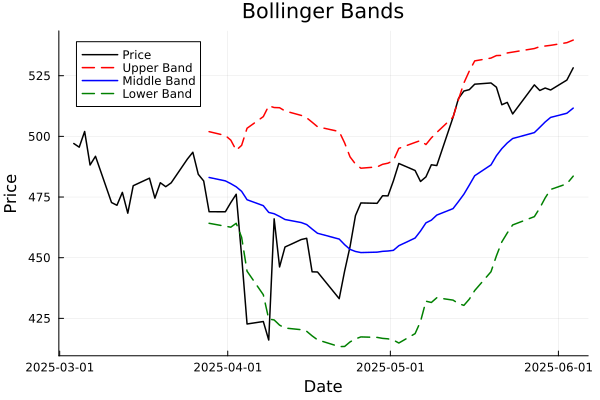 Bollinger Bands
Price
Upper Band
Middle Band
Lower Band
Price
525
500
475
450
425
2025-03-01 2025-04-01 2025-05-01 2025-06-01
Date